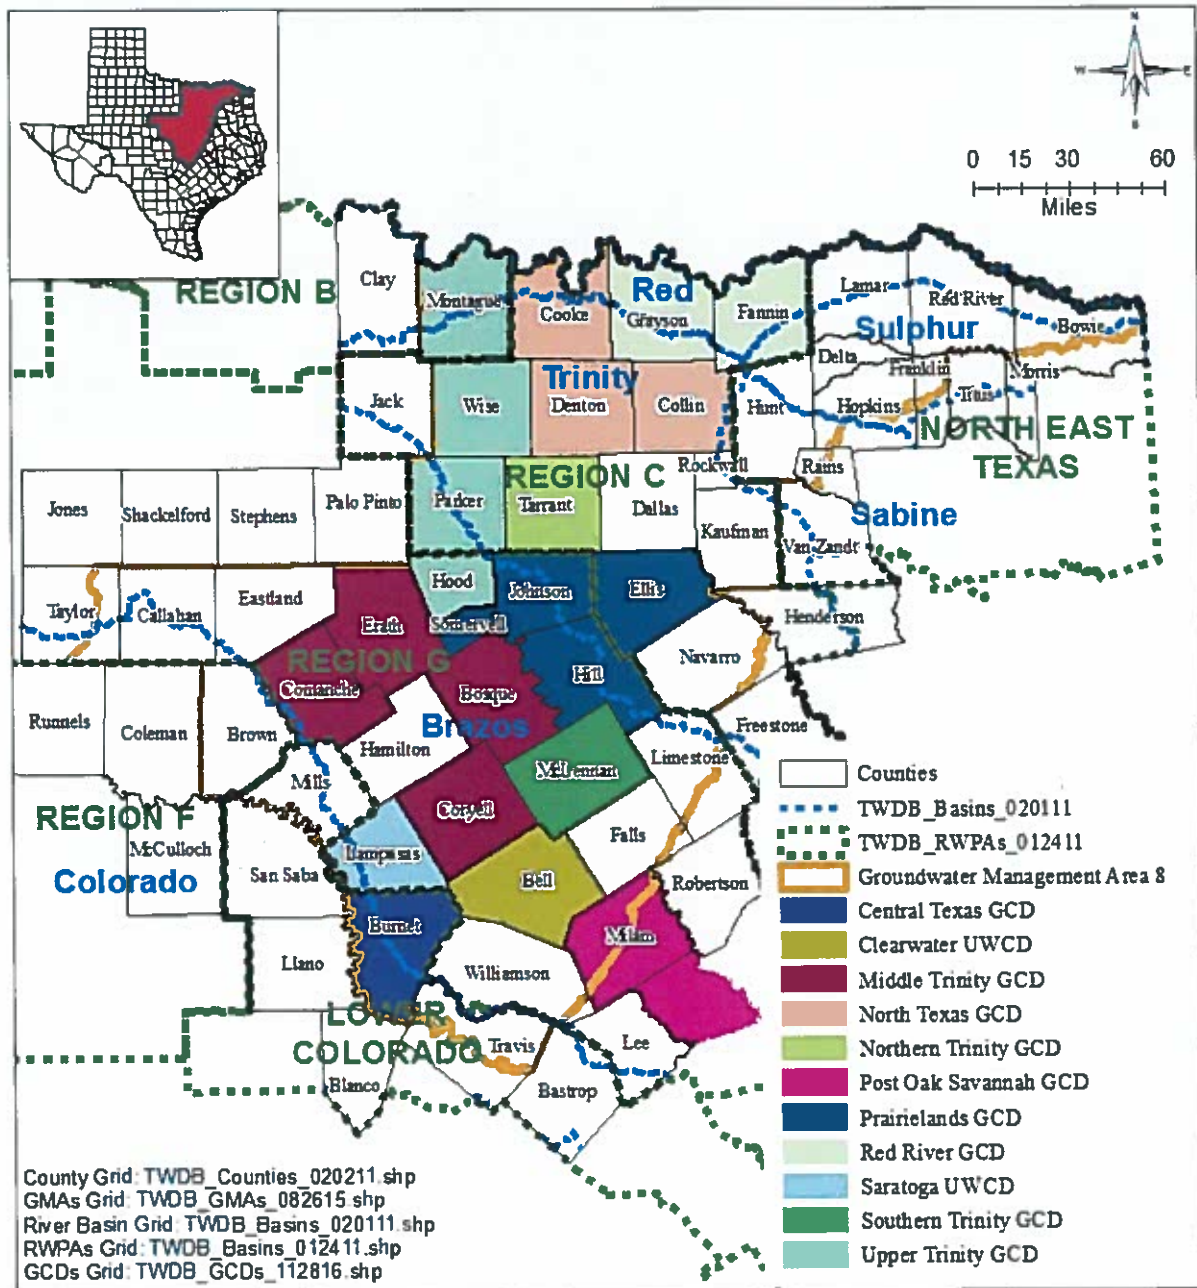 N
W E
S
0 15 30 60
Miles
REGION B
Clay
Montague
Cooke
Red
Grayson
Fannin
Lamar
Red River
Bowie
Sulphur
Delta
Franklin
Morris
Trinity
Jack
Wise
Denton
Collin
Hunt
Hopkins
Titus
NORTH EAST
TEXAS
REGION C
Rockwall
Rains
Jones
Shackelford
Stephens
Palo Pinto
Parker
Tarrant
Dallas
Kaufman
Sabine
Van Zandt
Hood
Johnson
Ellis
Taylor
Callahan
Eastland
Erath
Somervell
Henderson
REGION G
Navarro
Comanche
Bosque
Hill
Runnels
Coleman
Brown
Hamilton
Brazos
Freestone
Limestone
Mills
McLennan
REGION F
Coryell
Falls
McCulloch
Lampasas
Colorado
San Saba
Bell
Robertson
Burnet
Milam
Llano
Williamson
LOWER
COLORADO
Travis
Lee
Blanco
Bastrop
Counties
TWDB_Basins_020111
TWDB_RWPAs_012411
Groundwater Management Area 8
Central Texas GCD
Clearwater UWCD
Middle Trinity GCD
North Texas GCD
Northern Trinity GCD
Post Oak Savannah GCD
Prairielands GCD
Red River GCD
Saratoga UWCD
Southern Trinity GCD
Upper Trinity GCD
County Grid: TWDB_Counties_020211.shp
GMAs Grid: TWDB_GMAs_082615.shp
River Basin Grid: TWDB_Basins_020111.shp
RWPAs Grid: TWDB_Basins_012411.shp
GCDs Grid: TWDB_GCDs_112816.shp